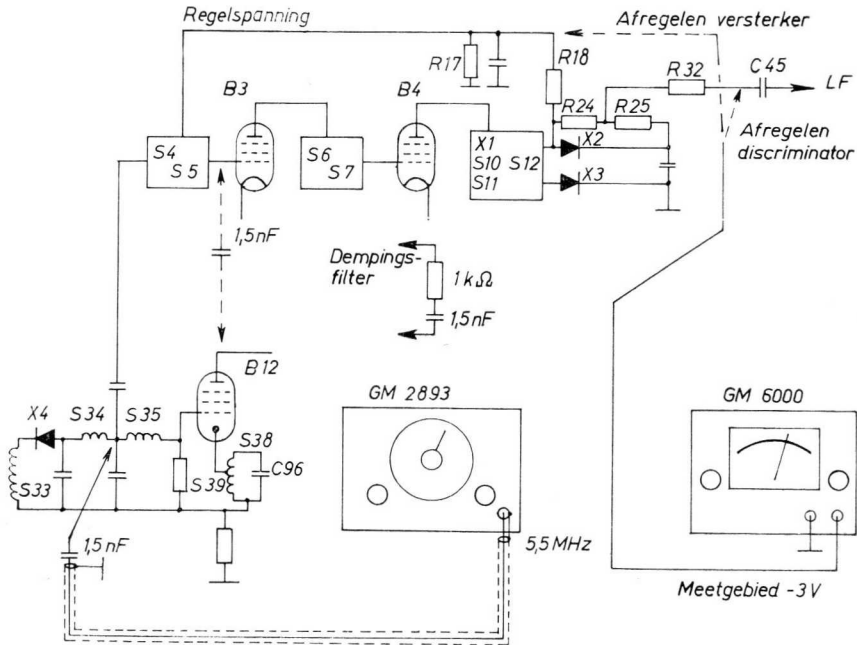 Regelspanning
Afregelen versterker
R17
R18
R32
C45
LF
B3
B4
R24
R25
X2
X3
Afregelen
discriminator
S4
S5
S6
S7
X1
S10
S11
S12
1,5nF
Dempings-
filter
1kΩ
1,5nF
B12
X4
S34
S35
S33
S39
S38
C96
GM 2893
GM 6000
1,5nF
5,5MHz
Meetgebied -3V